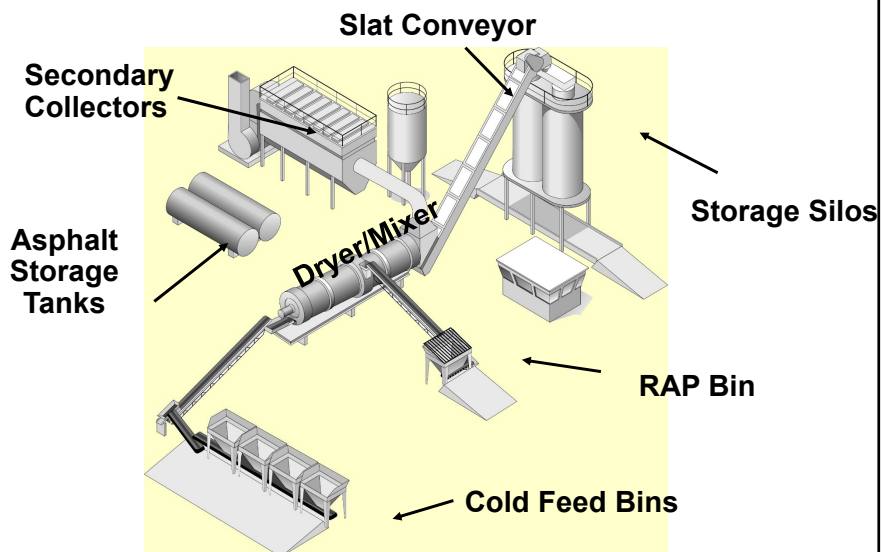 Slat Conveyor
Secondary
Collectors
Storage Silos
Dryer/Mixer
Asphalt
Storage
Tanks
RAP Bin
Cold Feed Bins